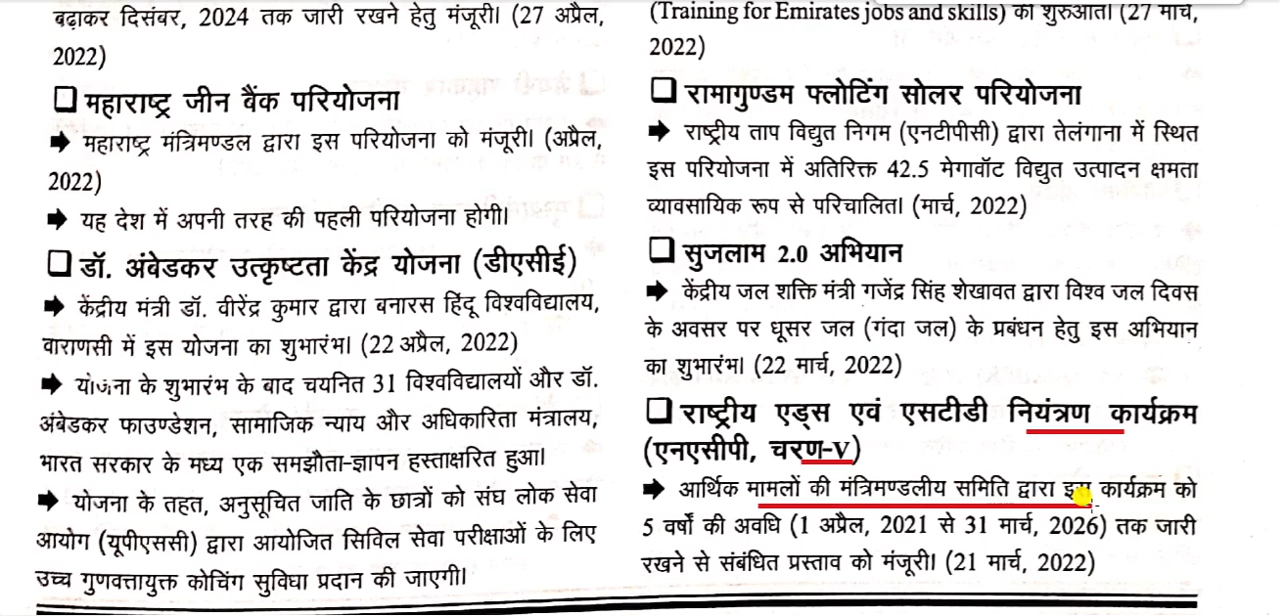 बढ़ाकर दिसंबर, 2024 तक जारी रखने हेतु मंजूरी। (27 अप्रैल,
2022)
❑ महाराष्ट्र जीन बैंक परियोजना
➡ महाराष्ट्र मंत्रिमण्डल द्वारा इस परियोजना को मंजूरी। (अप्रैल,
2022)
➡ यह देश में अपनी तरह की पहली परियोजना होगी।
❑ डॉ. अंबेडकर उत्कृष्टता केंद्र योजना (डीएसीई)
➡ केंद्रीय मंत्री डॉ. वीरेंद्र कुमार द्वारा बनारस हिंदू विश्वविद्यालय,
वाराणसी में इस योजना का शुभारंभ। (22 अप्रैल, 2022)
➡ योजना के शुभारंभ के बाद चयनित 31 विश्वविद्यालयों और डॉ.
अंबेडकर फाउण्डेशन, सामाजिक न्याय और अधिकारिता मंत्रालय,
भारत सरकार के मध्य एक समझौता-ज्ञापन हस्ताक्षरित हुआ।
➡ योजना के तहत, अनुसूचित जाति के छात्रों को संघ लोक सेवा
आयोग (यूपीएससी) द्वारा आयोजित सिविल सेवा परीक्षाओं के लिए
उच्च गुणवत्तायुक्त कोचिंग सुविधा प्रदान की जाएगी।
(Training for Emirates jobs and skills) की शुरुआत। (27 मार्च,
2022)
❑ रामागुण्डम फ्लोटिंग सोलर परियोजना
➡ राष्ट्रीय ताप विद्युत निगम (एनटीपीसी) द्वारा तेलंगाना में स्थित
इस परियोजना में अतिरिक्त 42.5 मेगावॉट विद्युत उत्पादन क्षमता
व्यावसायिक रूप से परिचालित। (मार्च, 2022)
❑ सुजलाम 2.0 अभियान
➡ केंद्रीय जल शक्ति मंत्री गजेंद्र सिंह शेखावत द्वारा विश्व जल दिवस
के अवसर पर धूसर जल (गंदा जल) के प्रबंधन हेतु इस अभियान
का शुभारंभ। (22 मार्च, 2022)
❑ राष्ट्रीय एड्स एवं एसटीडी नियंत्रण कार्यक्रम
(एनएसीपी, चरण-V)
➡ आर्थिक मामलों की मंत्रिमण्डलीय समिति द्वारा इस कार्यक्रम को
5 वर्षों की अवधि (1 अप्रैल, 2021 से 31 मार्च, 2026) तक जारी
रखने से संबंधित प्रस्ताव को मंजूरी। (21 मार्च, 2022)